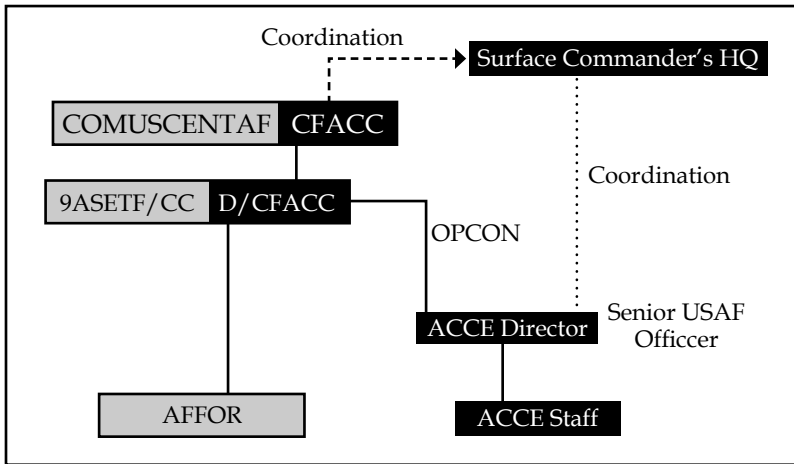 Coordination
Surface Commander's HQ
COMUSCENTAF CFACC
Coordination
9ASETF/CC D/CFACC
OPCON
ACCE Director
Senior USAF
Officcer
AFFOR
ACCE Staff